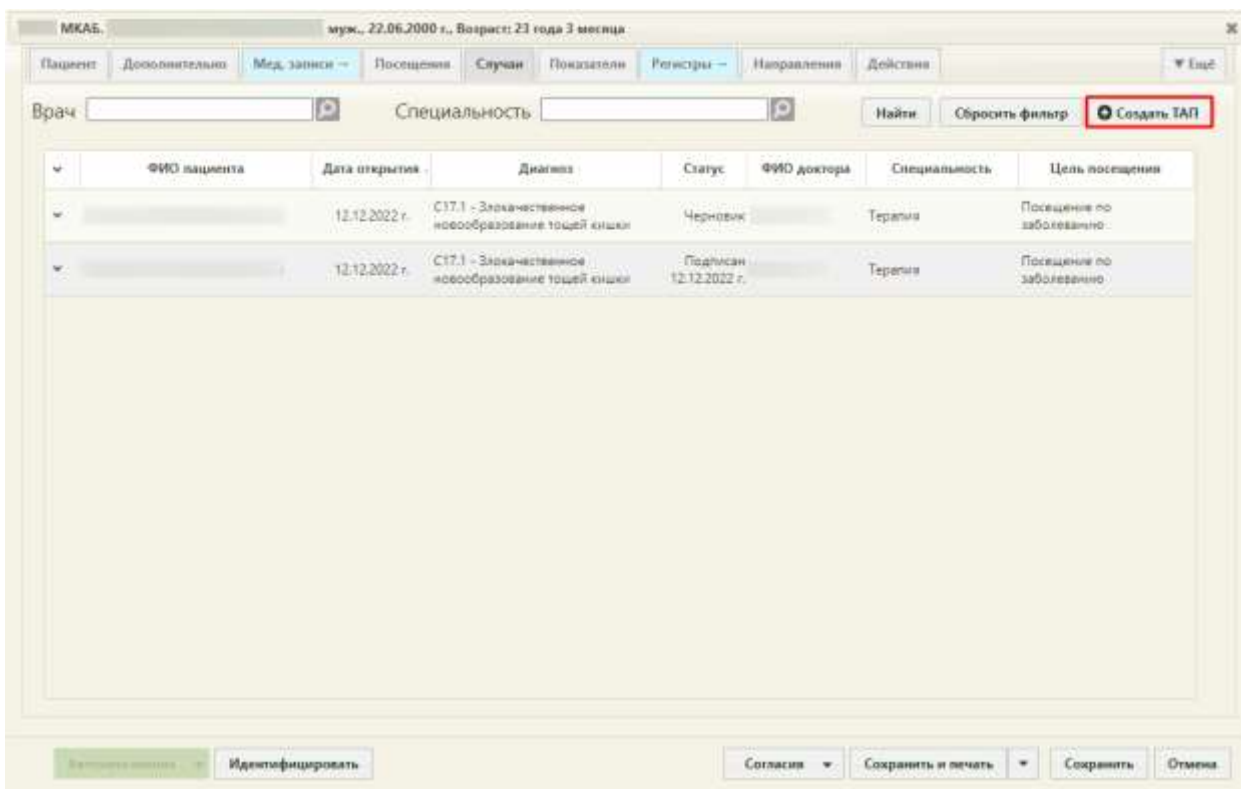 МКАБ. муж., 22.06.2000 г., Возраст: 23 года 3 месяца
Пациент Дополнительно Мед. записи Посещения Случаи Показатели Регистры Направления Действия Ещё
Врач Специальность Найти Сбросить фильтр Создать ТАП
ФИО пациента Дата открытия Диагноз Статус ФИО доктора Специальность Цель посещения
12.12.2022 г. C17.1 - Злокачественное новообразование тощей кишки Черновик Терапия Посещение по заболеванию
12.12.2022 г. C17.1 - Злокачественное новообразование тощей кишки Подписан 12.12.2022 г. Терапия Посещение по заболеванию
Идентифицировать Согласия Сохранить и печать Сохранить Отмена